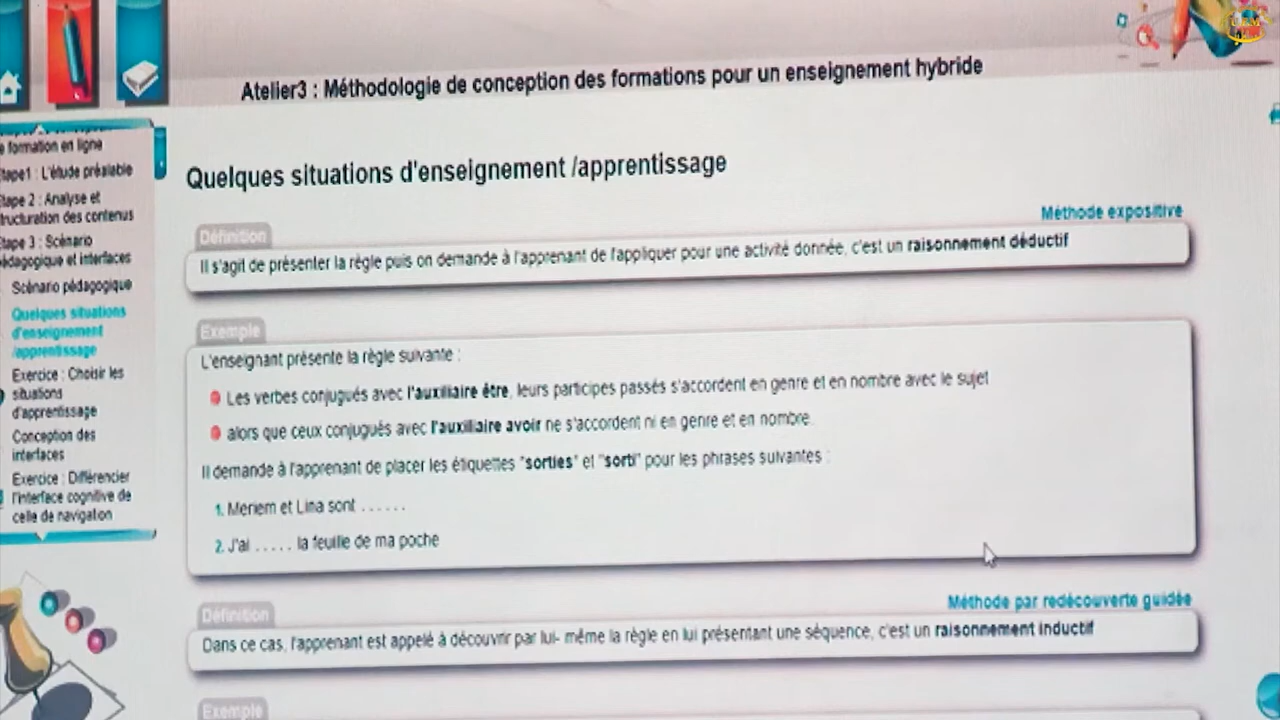 Atelier3 : Méthodologie de conception des formations pour un enseignement hybride
e formation en ligne
tape1 : L'étude préalable
tape 2 : Analyse et
tructuration des contenus
tape 3 : Scénario
édagogique et interfaces
Scénario pédagogique
Quelques situations
d'enseignement
/apprentissage
Exercice : Choisir les
situations
d'apprentissage
Conception des
interfaces
Exercice : Différencier
l'interface cognitive de
celle de navigation
Quelques situations d'enseignement /apprentissage
Méthode expositive
Définition
Il s'agit de présenter la règle puis on demande à l'apprenant de l'appliquer pour une activité donnée, c'est un raisonnement déductif
Exemple
L'enseignant présente la règle suivante :
Les verbes conjugués avec l'auxiliaire être, leurs participes passés s'accordent en genre et en nombre avec le sujet
alors que ceux conjugués avec l'auxiliaire avoir ne s'accordent ni en genre et en nombre.
Il demande à l'apprenant de placer les étiquettes "sorties" et "sorti" pour les phrases suivantes :
1. Meriem et Lina sont . . . . . .
2. J'ai . . . . . la feuille de ma poche
Méthode par redécouverte guidée
Définition
Dans ce cas, l'apprenant est appelé à découvrir par lui- même la règle en lui présentant une séquence, c'est un raisonnement inductif
Exemple